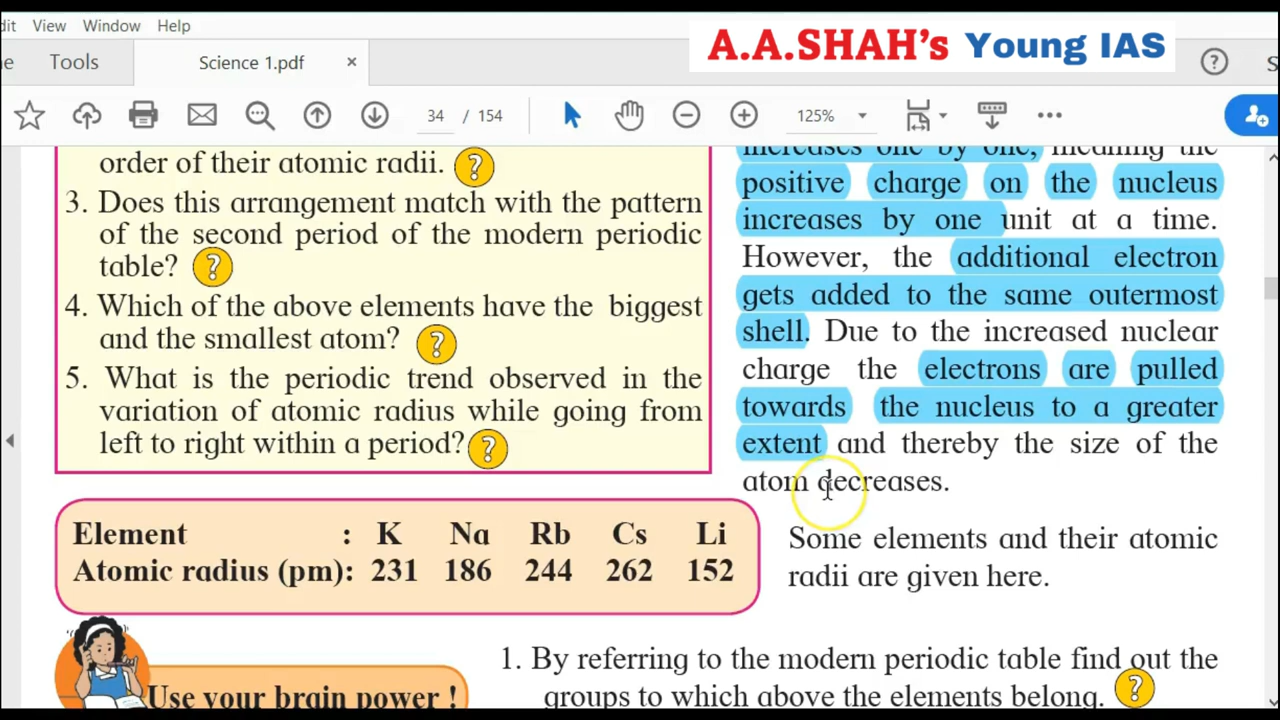 dit View Window Help
A.A.SHAH's Young IAS
Tools Science 1.pdf ×
34 / 154 125%
order of their atomic radii. ?
3. Does this arrangement match with the pattern
of the second period of the modern periodic
table? ?
4. Which of the above elements have the biggest
and the smallest atom? ?
5. What is the periodic trend observed in the
variation of atomic radius while going from
left to right within a period? ?
increases one by one, meaning the
positive charge on the nucleus
increases by one unit at a time.
However, the additional electron
gets added to the same outermost
shell. Due to the increased nuclear
charge the electrons are pulled
towards the nucleus to a greater
extent and thereby the size of the
atom decreases.
Element : K Na Rb Cs Li
Atomic radius (pm): 231 186 244 262 152
Some elements and their atomic
radii are given here.
Use your brain power !
1. By referring to the modern periodic table find out the
groups to which above the elements belong. ?